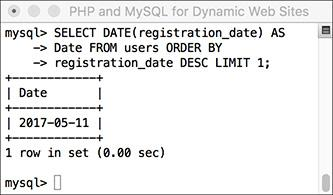 PHP and MySQL for Dynamic Web Sites
mysql> SELECT DATE(registration_date) AS
    -> Date FROM users ORDER BY
    -> registration_date DESC LIMIT 1;
+------------+
| Date       |
+------------+
| 2017-05-11 |
+------------+
1 row in set (0.00 sec)
mysql>